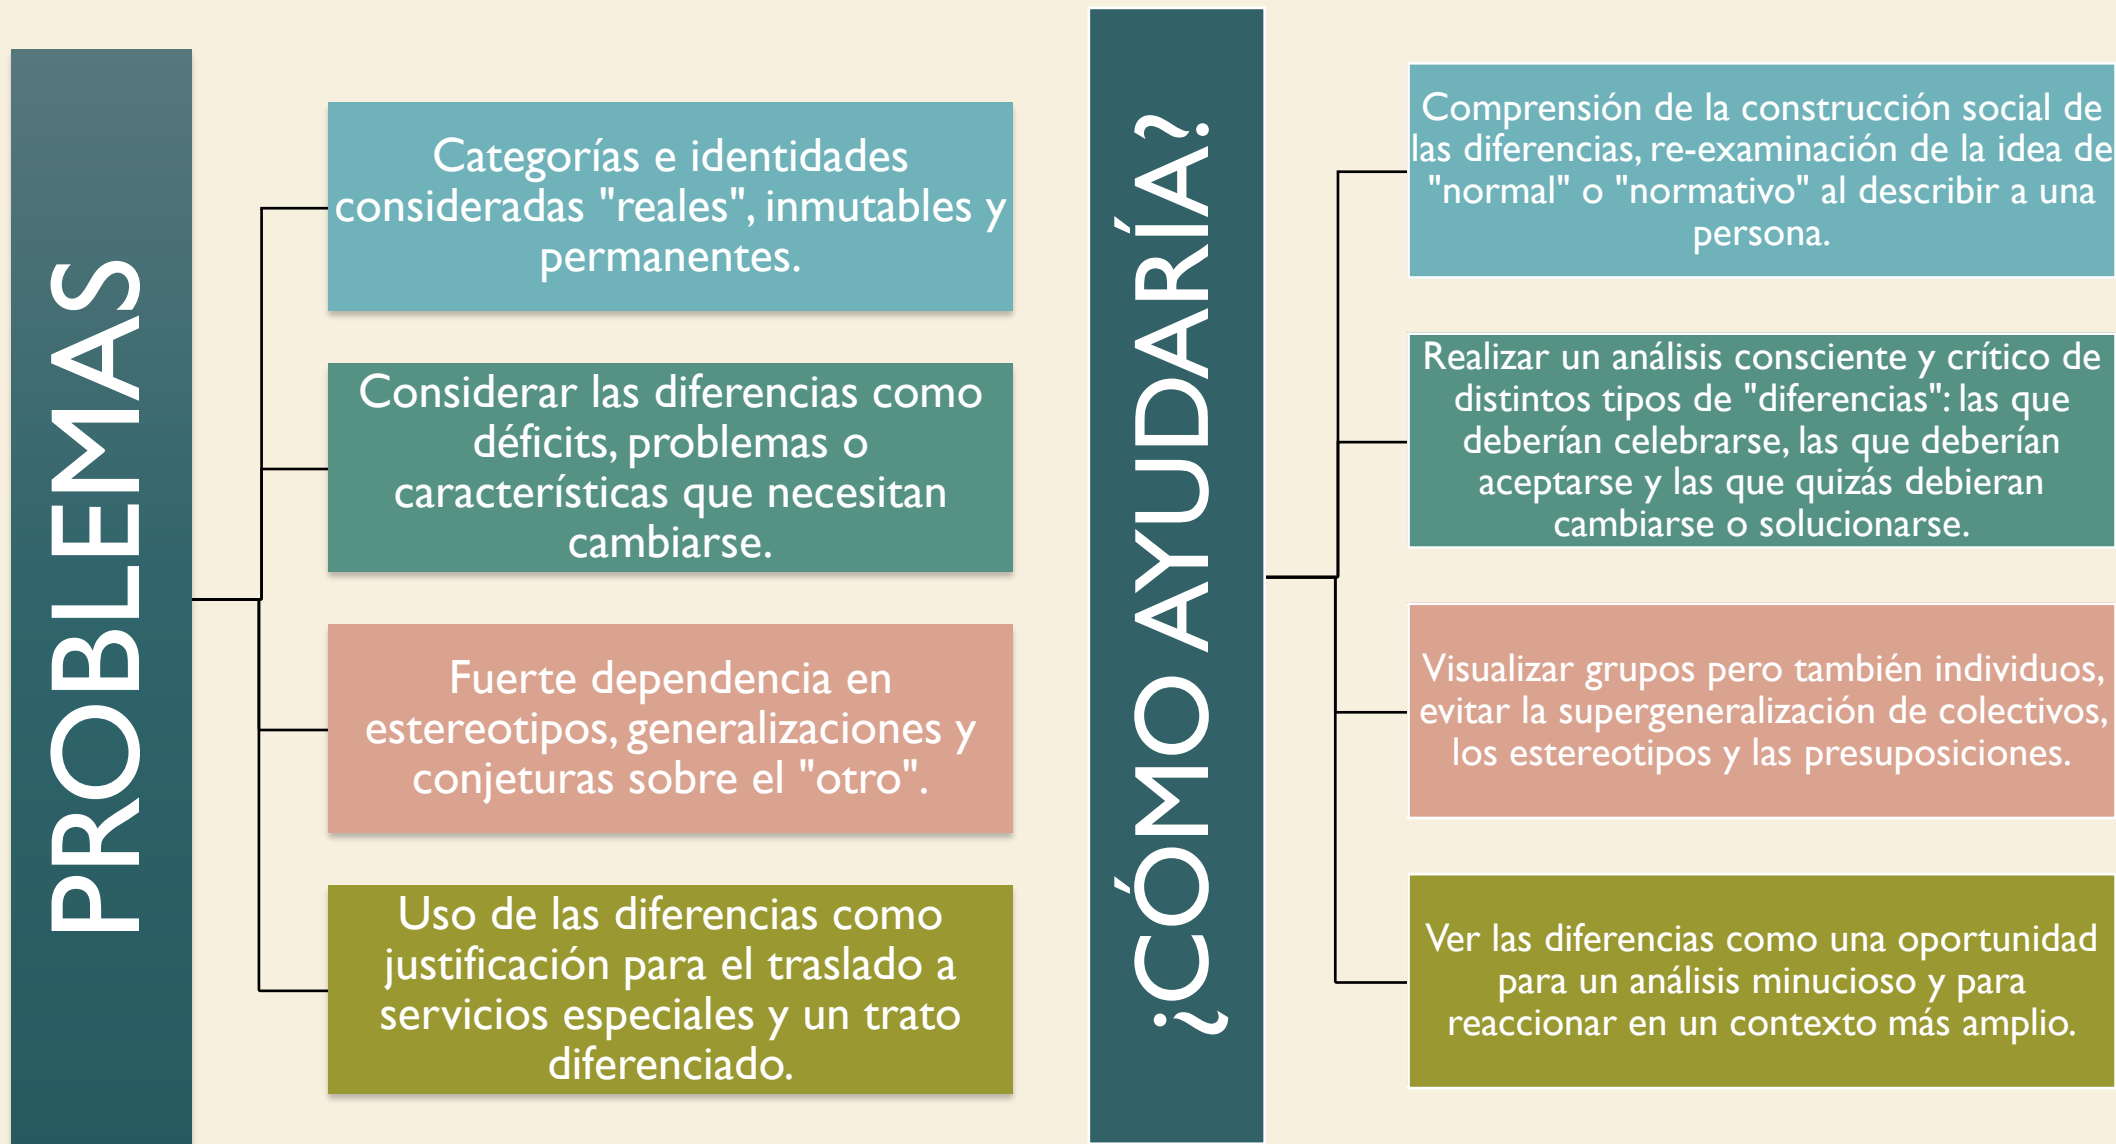 PROBLEMAS
Categorías e identidades
consideradas "reales", inmutables y
permanentes.
Considerar las diferencias como
déficits, problemas o
características que necesitan
cambiarse.
Fuerte dependencia en
estereotipos, generalizaciones y
conjeturas sobre el "otro".
Uso de las diferencias como
justificación para el traslado a
servicios especiales y un trato
diferenciado.
¿CÓMO AYUDARÍA?
Comprensión de la construcción social de
las diferencias, re-examinación de la idea de
"normal" o "normativo" al describir a una
persona.
Realizar un análisis consciente y crítico de
distintos tipos de "diferencias": las que
deberían celebrarse, las que deberían
aceptarse y las que quizás debieran
cambiarse o solucionarse.
Visualizar grupos pero también individuos,
evitar la supergeneralización de colectivos,
los estereotipos y las presuposiciones.
Ver las diferencias como una oportunidad
para un análisis minucioso y para
reaccionar en un contexto más amplio.